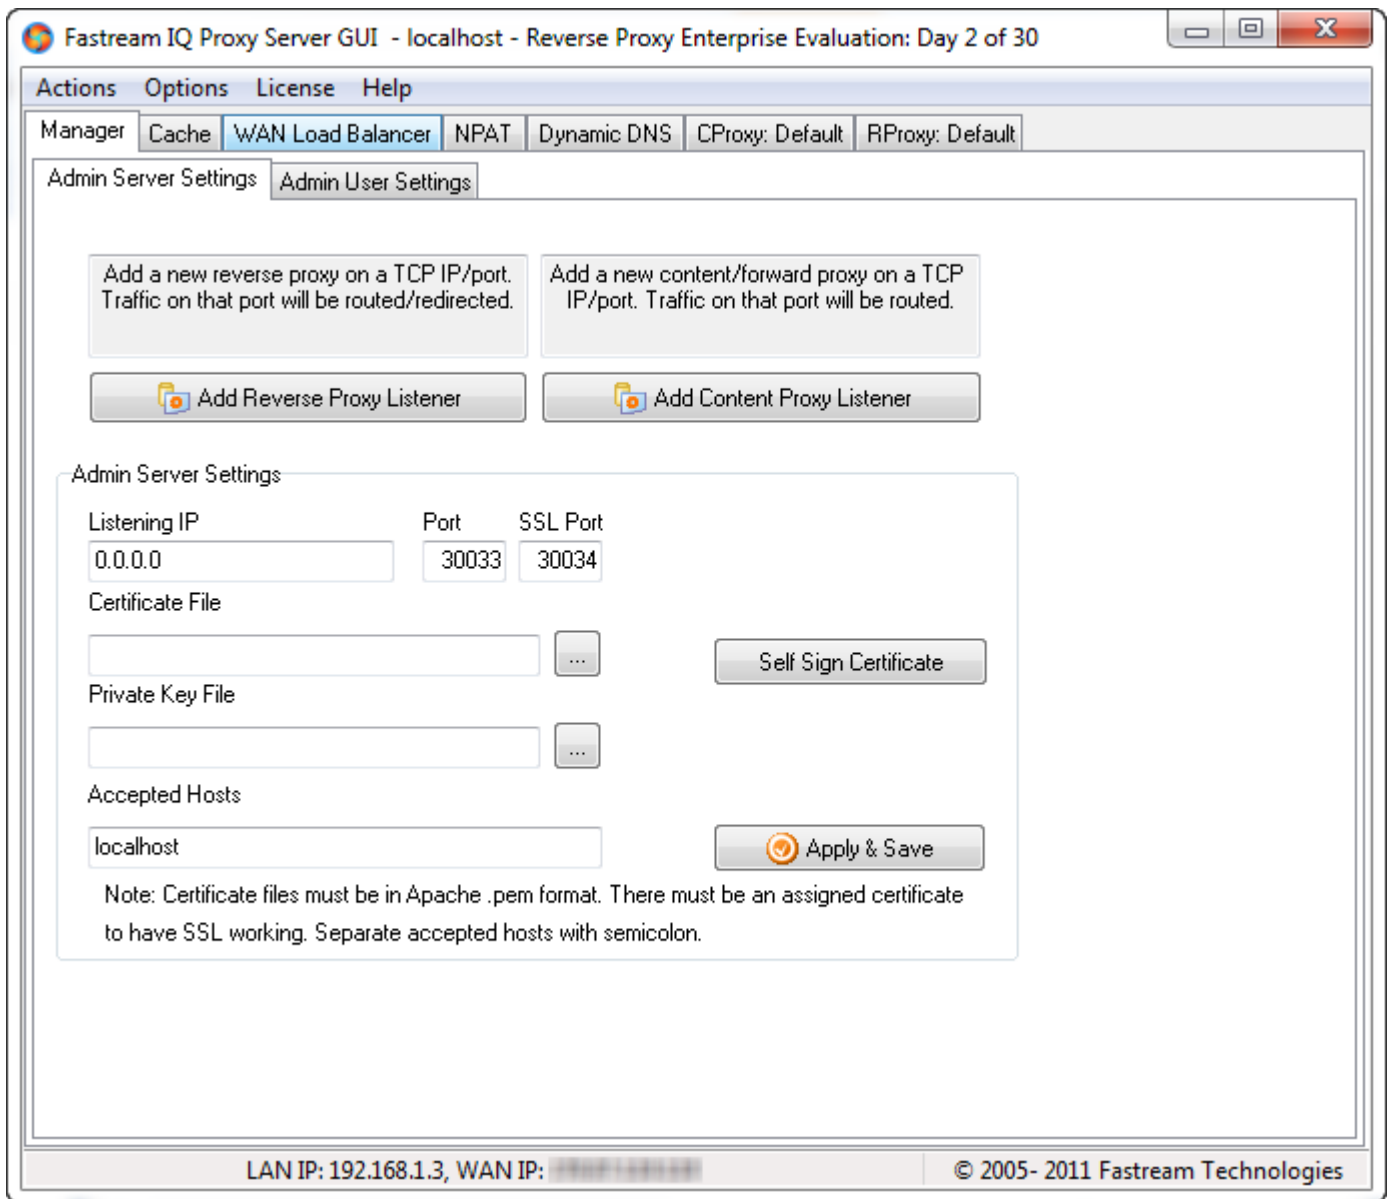 Fastream IQ Proxy Server GUI - localhost - Reverse Proxy Enterprise Evaluation: Day 2 of 30
Actions Options License Help
Manager Cache WAN Load Balancer NPAT Dynamic DNS CProxy: Default RProxy: Default
Admin Server Settings Admin User Settings
Add a new reverse proxy on a TCP IP/port.
Traffic on that port will be routed/redirected.
Add a new content/forward proxy on a TCP
IP/port. Traffic on that port will be routed.
Add Reverse Proxy Listener Add Content Proxy Listener
Admin Server Settings
Listening IP Port SSL Port
0.0.0.0 30033 30034
Certificate File
...
Self Sign Certificate
Private Key File
...
Accepted Hosts
localhost
Apply & Save
Note: Certificate files must be in Apache .pem format. There must be an assigned certificate
to have SSL working. Separate accepted hosts with semicolon.
LAN IP: 192.168.1.3, WAN IP:
© 2005- 2011 Fastream Technologies